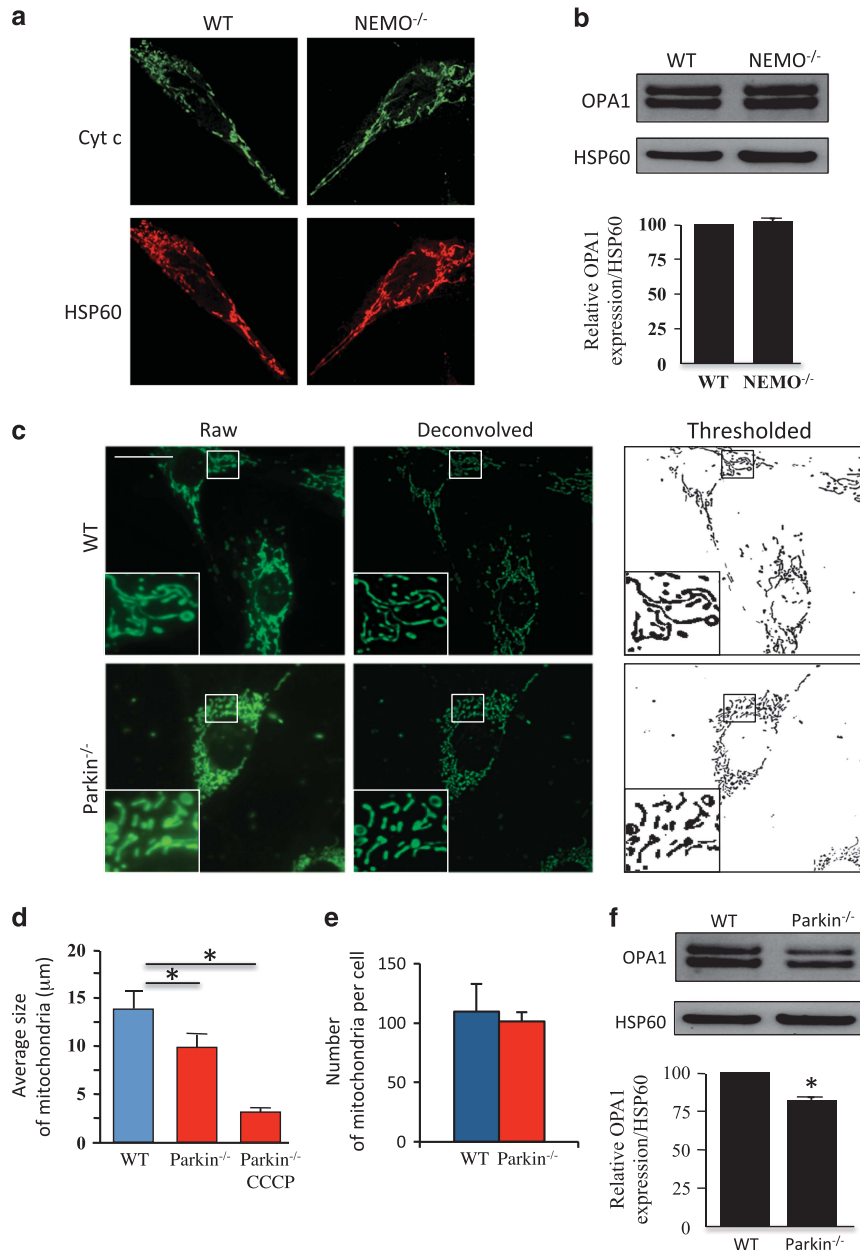 a
WT
NEMO-/-
Cyt c
HSP60
b
WT
NEMO-/-
OPA1
HSP60
Relative OPA1
expression/HSP60
100
75
50
25
0
WT
NEMO-/-
c
Raw
Deconvolved
Thresholded
WT
Parkin-/-
d
Average size
of mitochondria (µm)
20
15
10
5
0
*
*
WT
Parkin-/-
Parkin-/-
CCCP
e
Number
of mitochondria per cell
150
100
50
0
WT
Parkin-/-
f
WT
Parkin-/-
OPA1
HSP60
Relative OPA1
expression/HSP60
100
75
50
25
0
*
WT
Parkin-/-